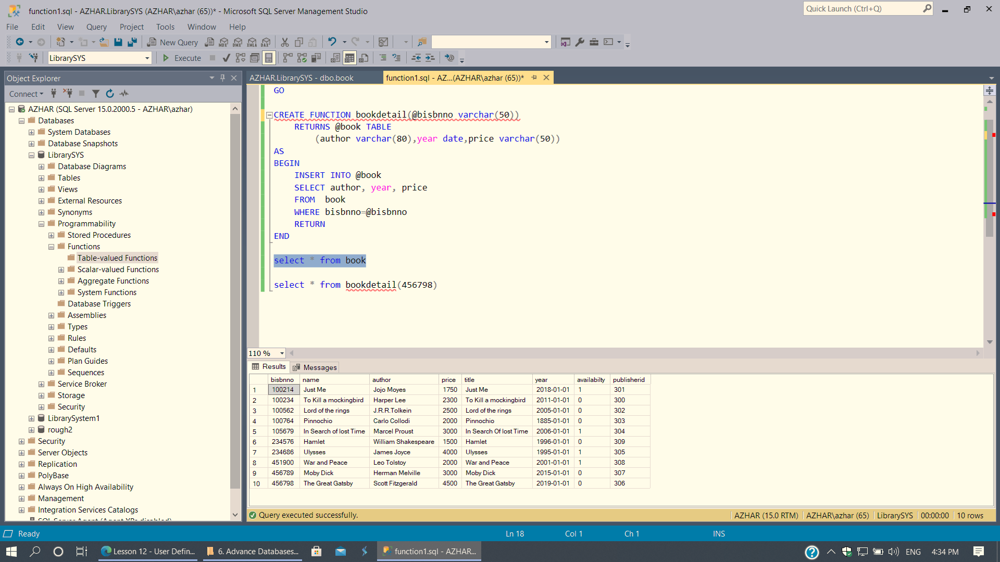 function1.sql - AZHAR.LibrarySYS (AZHAR\azhar (65))* - Microsoft SQL Server Management Studio
Quick Launch (Ctrl+Q)
File Edit View Query Project Tools Window Help
New Query
MDX DMX XMLA DAX
LibrarySYS
Execute
Object Explorer
Connect
AZHAR (SQL Server 15.0.2000.5 - AZHAR\azhar)
Databases
System Databases
Database Snapshots
LibrarySYS
Database Diagrams
Tables
Views
External Resources
Synonyms
Programmability
Stored Procedures
Functions
Table-valued Functions
Scalar-valued Functions
Aggregate Functions
System Functions
Database Triggers
Assemblies
Types
Rules
Defaults
Plan Guides
Sequences
Service Broker
Storage
Security
LibrarySystem1
rough2
Security
Server Objects
Replication
PolyBase
Always On High Availability
Management
Integration Services Catalogs
SQL Server Agent (Agent XPs disabled)
AZHAR.LibrarySYS - dbo.book
function1.sql - AZ...(AZHAR\azhar (65))*
GO
CREATE FUNCTION bookdetail(@bisbnno varchar(50))
RETURNS @book TABLE
(author varchar(80),year date,price varchar(50))
AS
BEGIN
INSERT INTO @book
SELECT author, year, price
FROM  book
WHERE bisbnno=@bisbnno
RETURN
END
select * from book
select * from bookdetail(456798)
110 %
Results Messages
bisbnno name author price title year availabilty publisherid
1 100214 Just Me Jojo Moyes 1750 Just Me 2018-01-01 1 301
2 100234 To Kill a mockingbird Harper Lee 2300 To Kill a mockingbird 2011-01-01 0 300
3 100562 Lord of the rings J.R.R.Tolkein 2500 Lord of the rings 2005-01-01 0 302
4 100764 Pinnochio Carlo Collodi 2000 Pinnochio 1885-01-01 0 303
5 105679 In Search of lost Time Marcel Proust 3000 In Search Of lost Time 2006-01-01 1 304
6 234576 Hamlet William Shakespeare 1500 Hamlet 1996-01-01 0 309
7 234686 Ulysses James Joyce 4000 Ulysses 1995-01-01 1 305
8 451900 War and Peace Leo Tolstoy 2000 War and Peace 2001-01-01 1 308
9 456789 Moby Dick Herman Melville 3000 Moby Dick 2015-01-01 0 307
10 456798 The Great Gatsby Scott Fitzgerald 4500 The Great Gatsby 2019-01-01 0 306
Query executed successfully.
AZHAR (15.0 RTM) AZHAR\azhar (65) LibrarySYS 00:00:00 10 rows
Ready Ln 18 Col 1 Ch 1 INS
Lesson 12 - User Defin... 6. Advance Databases... function1.sql - AZHAR... ENG 4:34 PM